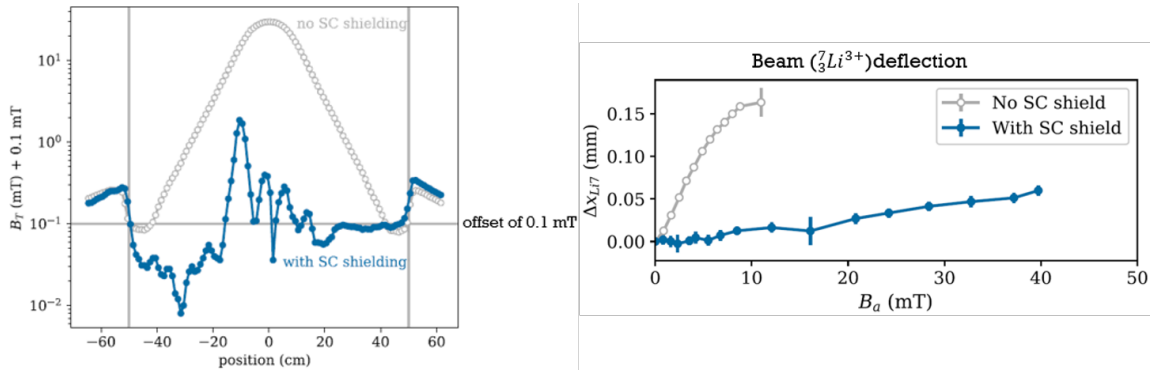 no SC shielding
10¹
10⁰
10⁻¹
10⁻²
B_T (mT) + 0.1 mT
offset of 0.1 mT
with SC shielding
−60 −40 −20 0 20 40 60
position (cm)
Beam (⁷₃Li³⁺)deflection
0.15
0.10
0.05
0.00
Δx_Li7 (mm)
No SC shield
With SC shield
0 10 20 30 40 50
B_a (mT)